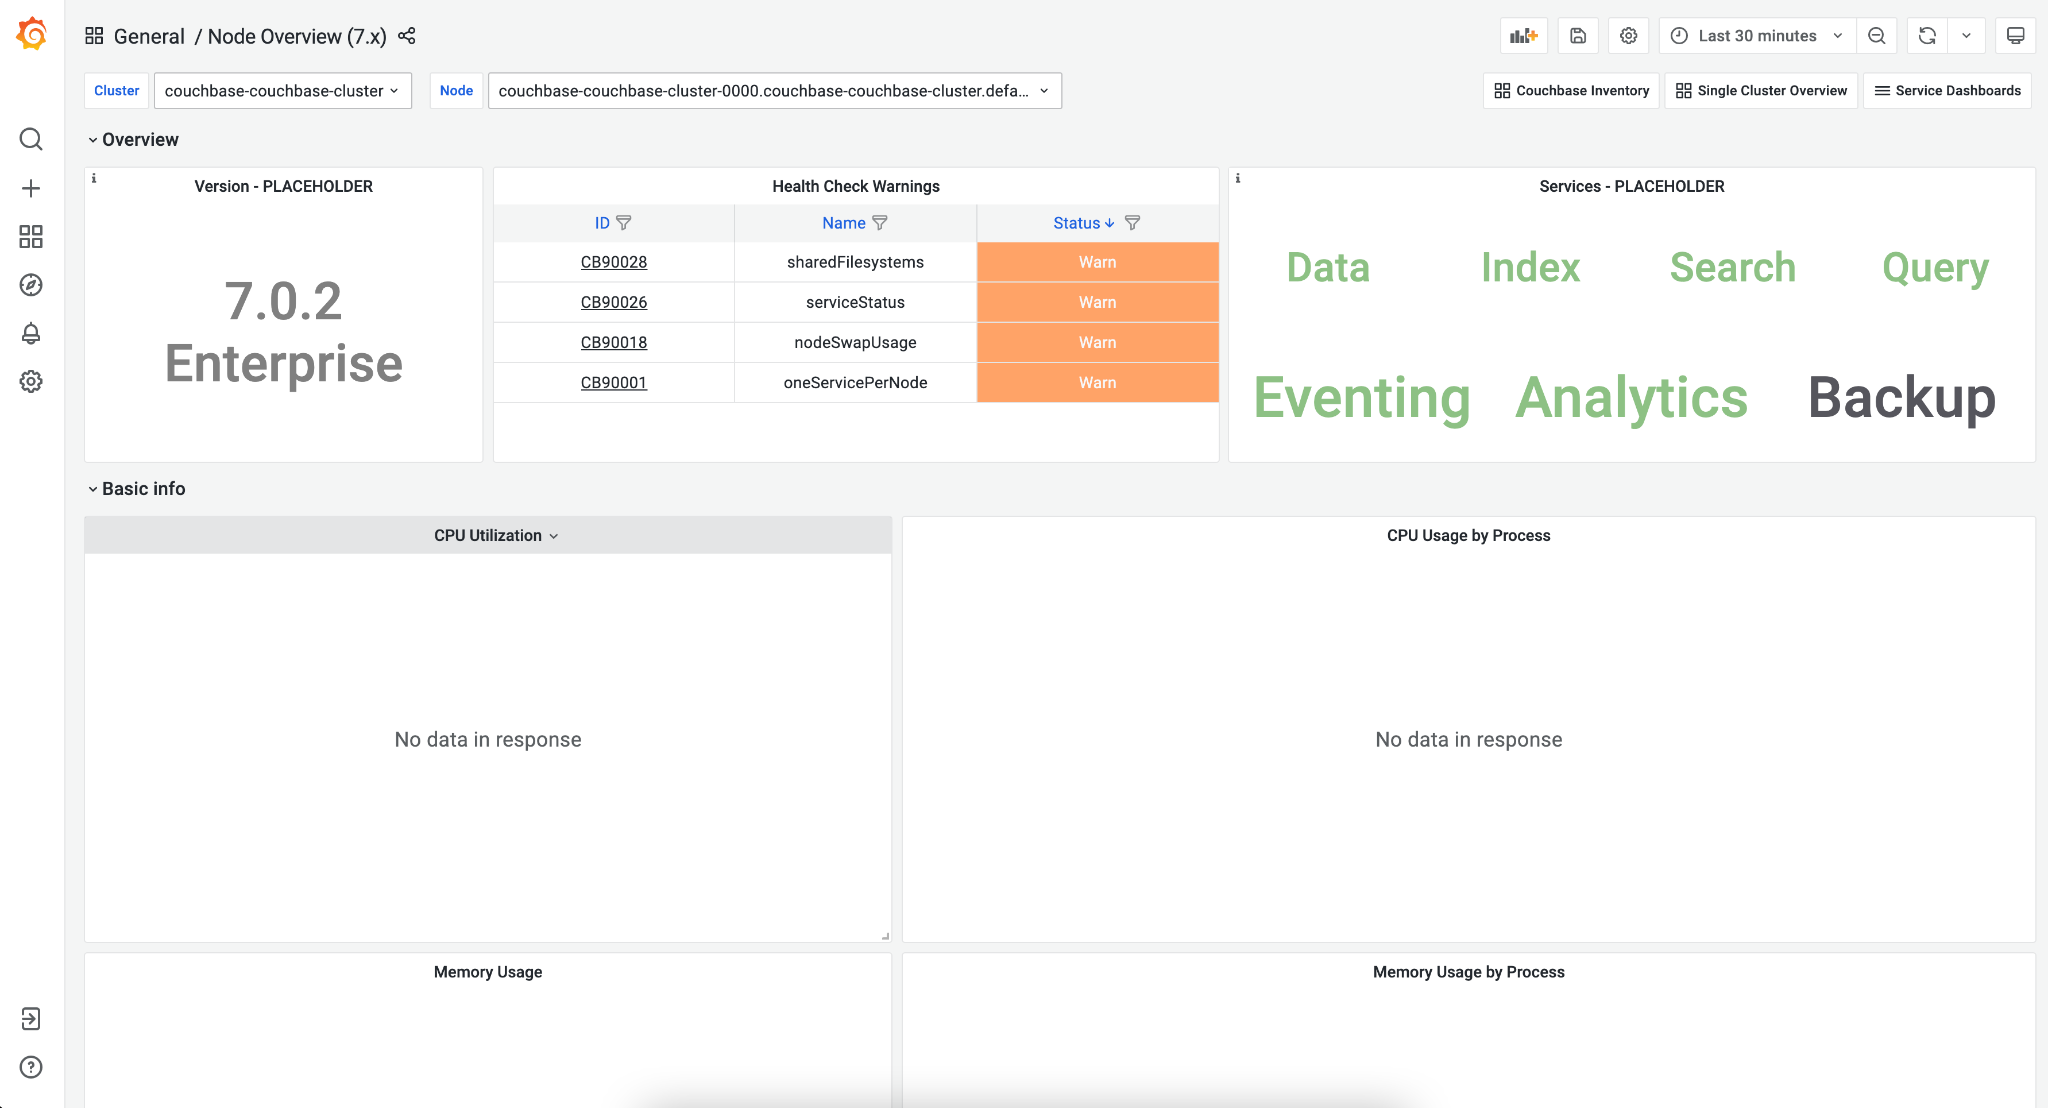 General / Node Overview (7.x)
Last 30 minutes
Cluster couchbase-couchbase-cluster Node couchbase-couchbase-cluster-0000.couchbase-couchbase-cluster.defa...
Couchbase Inventory Single Cluster Overview Service Dashboards
Overview
Version - PLACEHOLDER
7.0.2
Enterprise
Health Check Warnings
ID Name Status
CB90028 sharedFilesystems Warn
CB90026 serviceStatus Warn
CB90018 nodeSwapUsage Warn
CB90001 oneServicePerNode Warn
Services - PLACEHOLDER
Data Index Search Query
Eventing Analytics Backup
Basic info
CPU Utilization
No data in response
CPU Usage by Process
No data in response
Memory Usage
Memory Usage by Process